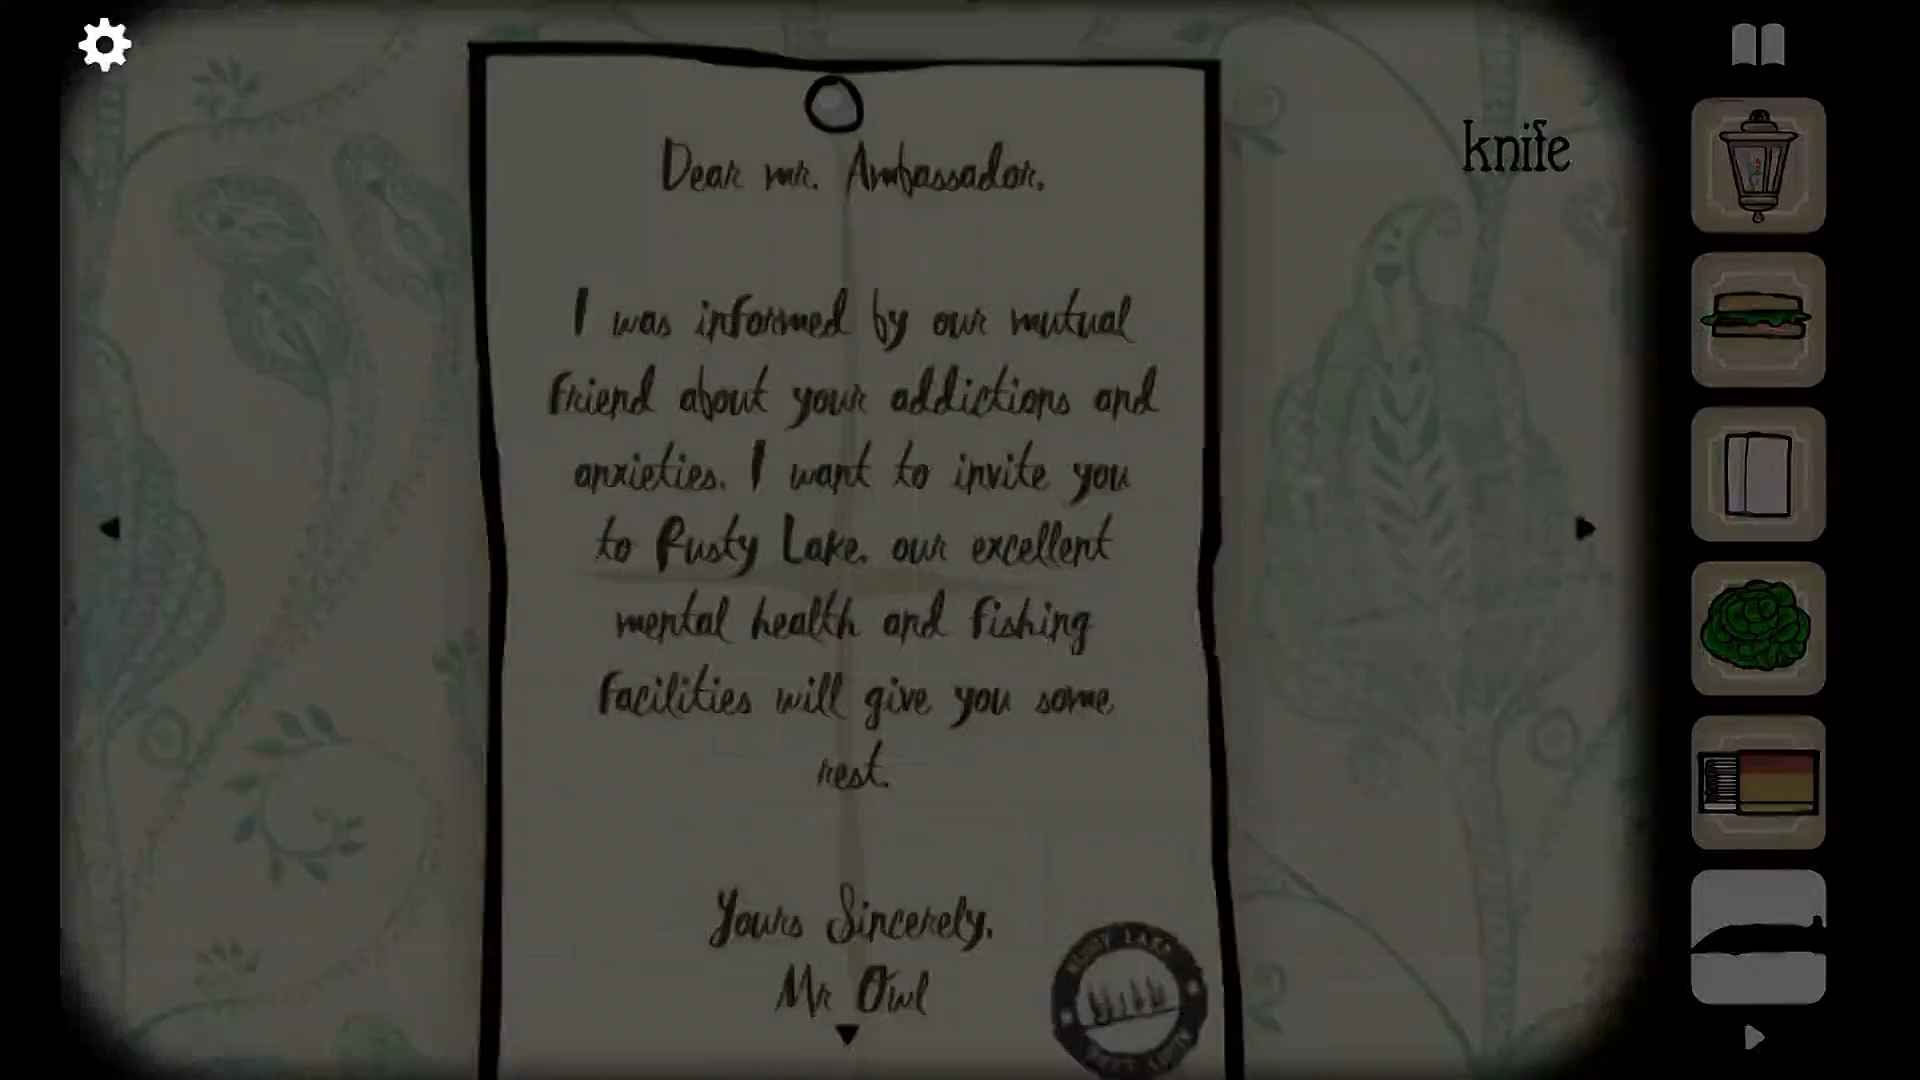 Dear mr. Ambassador,
knife
I was informed by our mutual
friend about your addictions and
anxieties. I want to invite you
to Rusty Lake, our excellent
mental health and fishing
facilities will give you some
rest.
Yours Sincerely,
Mr Owl
RUSTY LAKE